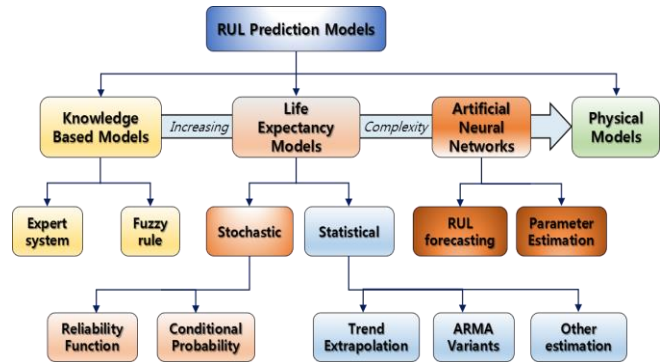 RUL Prediction Models
Knowledge
Based Models
Increasing
Life
Expectancy
Models
Complexity
Artificial
Neural
Networks
Physical
Models
Expert
system
Fuzzy
rule
Stochastic
Statistical
RUL
forecasting
Parameter
Estimation
Reliability
Function
Conditional
Probability
Trend
Extrapolation
ARMA
Variants
Other
estimation